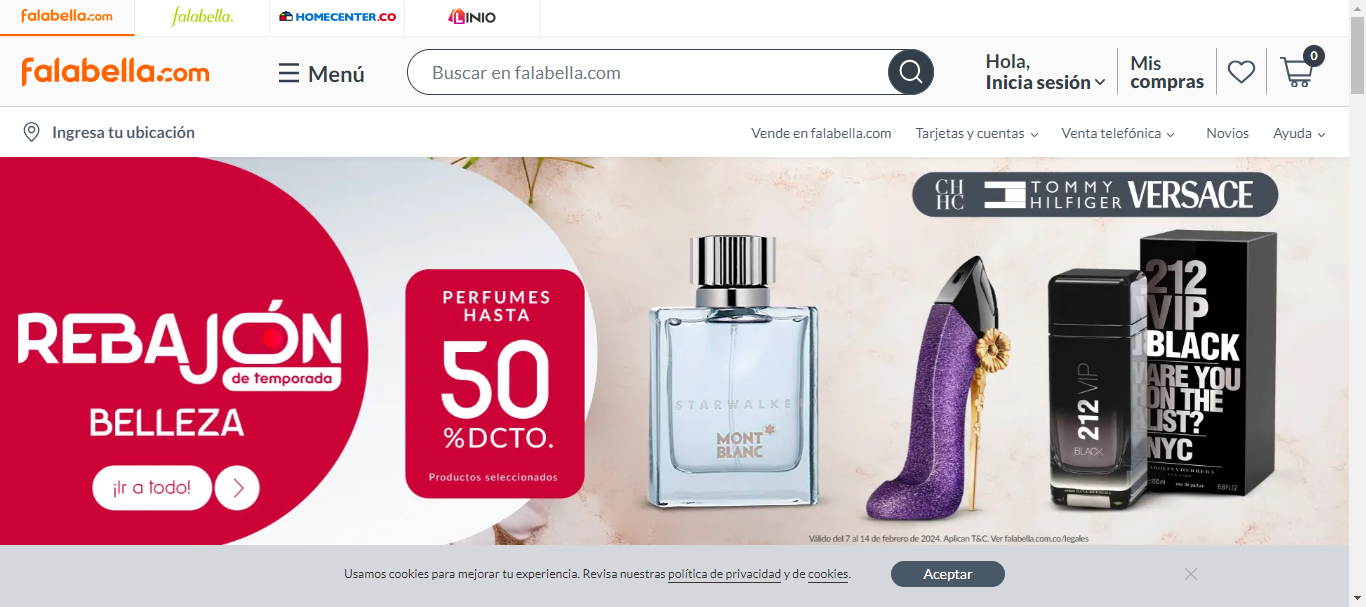 falabella.com
falabella.
HOMECENTER.CO
LINIO
falabella.com
Menú
Buscar en falabella.com
Hola,
Inicia sesión
Mis
compras
0
Ingresa tu ubicación
Vende en falabella.com
Tarjetas y cuentas
Venta telefónica
Novios
Ayuda
CH
HC
TOMMY
HILFIGER
VERSACE
REBAJÓN
de temporada
BELLEZA
¡Ir a todo!
PERFUMES
HASTA
50
%DCTO.
Productos seleccionados
STARWALKER
MONT
BLANC
212 VIP
BLACK
212
VIP
BLACK
ARE YOU
ON THE
LIST?
NYC
CAROLINA HERRERA
Válido del 7 al 14 de febrero de 2024. Aplican T&C. Ver falabella.com.co/legales
Usamos cookies para mejorar tu experiencia. Revisa nuestras política de privacidad y de cookies.
Aceptar